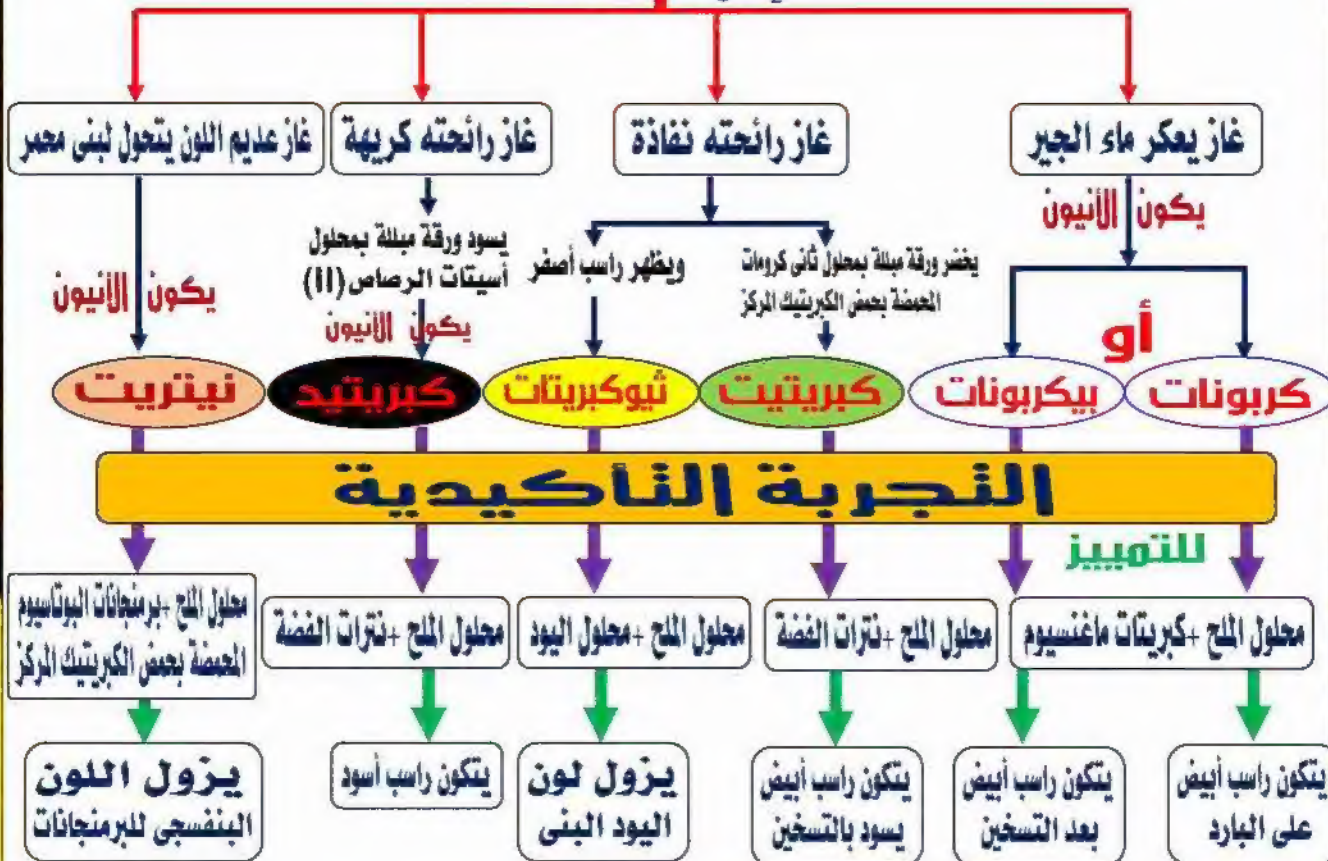 غاز يعكر ماء الجير
غاز رائحته نفاذة
غاز رائحته كريهة
غاز عديم اللون يتحول لبنى محمر
يكون الأنيون
يخضر ورقة مبللة بمحلول ثانى كرومات
المحمضة بحمض الكبريتيك المركز
ويظهر راسب أصفر
يسود ورقة مبللة بمحلول
أسيتات الرصاص (II)
يكون الأنيون
يكون الأنيون
أو
كربونات
بيكربونات
كبريتيت
ثيوكبريتات
كبريتيد
نيتريت
التجربة التأكيدية
للتمييز
محلول الملح +كبريتات ماغنسيوم
محلول الملح +نترات الفضة
محلول الملح +محلول اليود
محلول الملح +نترات الفضة
محلول الملح +برمنجانات البوتاسيوم
المحمضة بحمض الكبريتيك المركز
يتكون راسب أبيض
على البارد
يتكون راسب أبيض
بعد التسخين
يتكون راسب أبيض
يسود بالتسخين
يزول لون
اليود البنى
يتكون راسب أسود
يزول اللون
البنفسجى للبرمنجانات